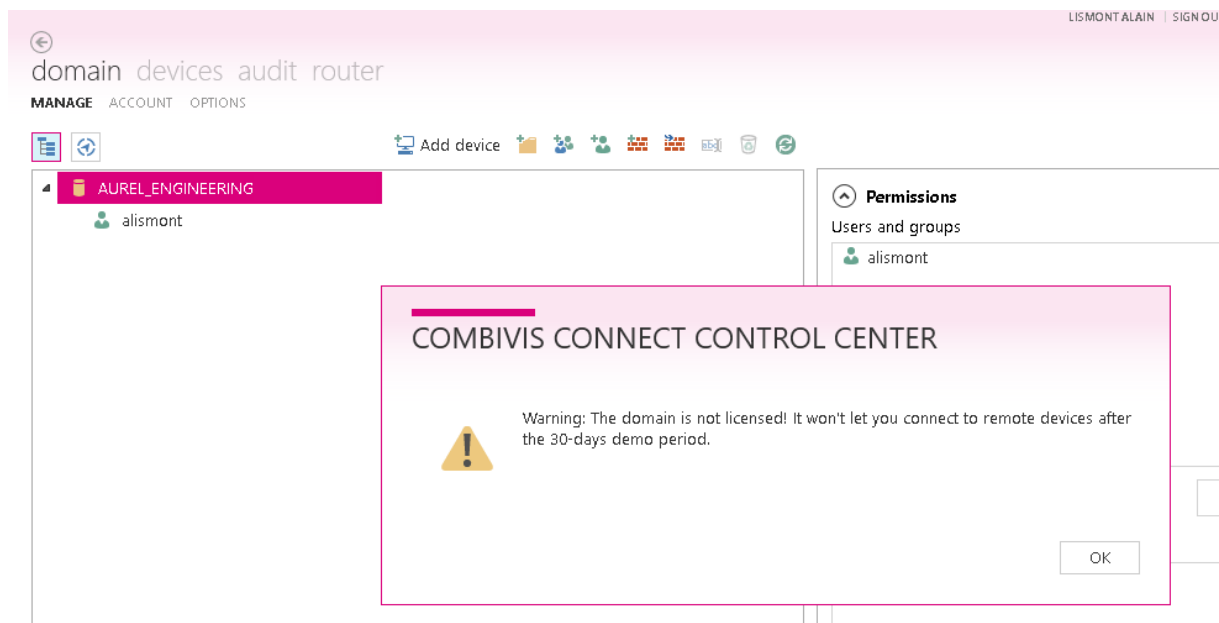 LISMONT ALAIN | SIGN OU
domain devices audit router
MANAGE ACCOUNT OPTIONS
Add device
AUREL_ENGINEERING
alismont
Permissions
Users and groups
alismont
COMBIVIS CONNECT CONTROL CENTER
Warning: The domain is not licensed! It won't let you connect to remote devices after
the 30-days demo period.
OK